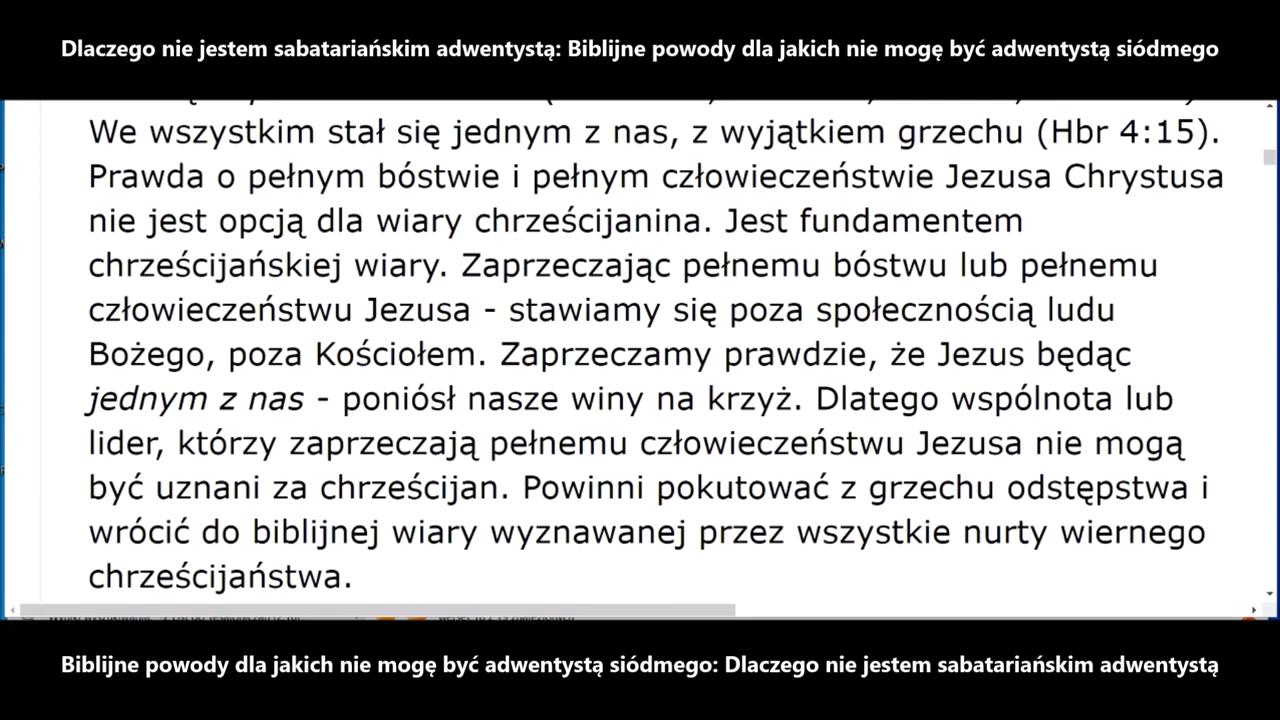 Dlaczego nie jestem sabatariańskim adwentystą: Biblijne powody dla jakich nie mogę być adwentystą siódmego
We wszystkim stał się jednym z nas, z wyjątkiem grzechu (Hbr 4:15).
Prawda o pełnym bóstwie i pełnym człowieczeństwie Jezusa Chrystusa
nie jest opcją dla wiary chrześcijanina. Jest fundamentem
chrześcijańskiej wiary. Zaprzeczając pełnemu bóstwu lub pełnemu
człowieczeństwu Jezusa - stawiamy się poza społecznością ludu
Bożego, poza Kościołem. Zaprzeczamy prawdzie, że Jezus będąc
jednym z nas - poniósł nasze winy na krzyż. Dlatego wspólnota lub
lider, którzy zaprzeczają pełnemu człowieczeństwu Jezusa nie mogą
być uznani za chrześcijan. Powinni pokutować z grzechu odstępstwa i
wrócić do biblijnej wiary wyznawanej przez wszystkie nurty wiernego
chrześcijaństwa.
Biblijne powody dla jakich nie mogę być adwentystą siódmego: Dlaczego nie jestem sabatariańskim adwentystą